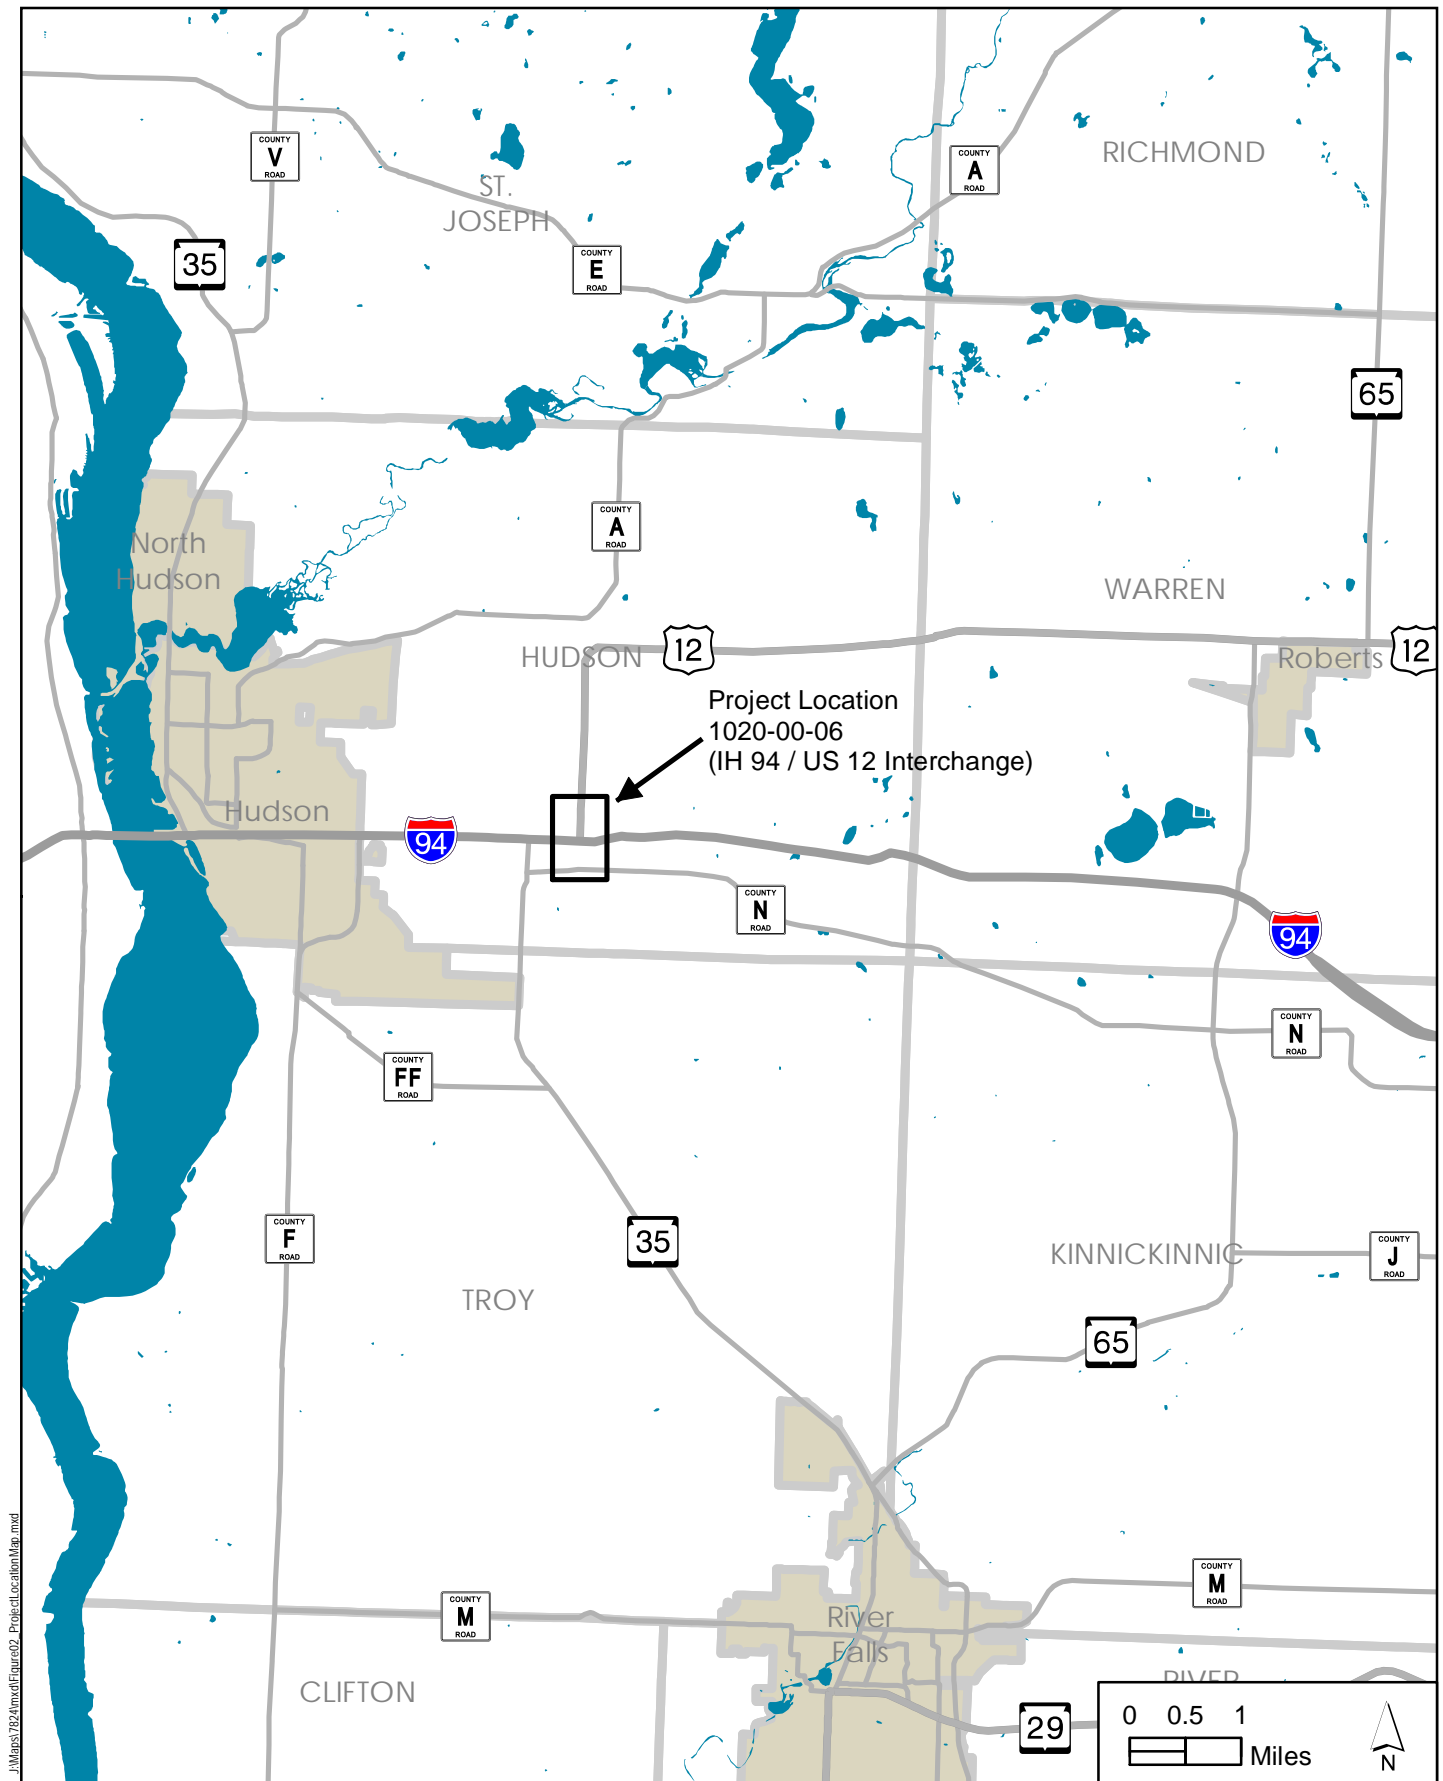 COUNTY
V
ROAD
COUNTY
A
ROAD
RICHMOND
ST.
JOSEPH
35
COUNTY
E
ROAD
65
COUNTY
A
ROAD
North
Hudson
WARREN
HUDSON
12
Roberts
12
Project Location
1020-00-06
(IH 94 / US 12 Interchange)
Hudson
94
COUNTY
N
ROAD
94
COUNTY
N
ROAD
COUNTY
FF
ROAD
COUNTY
F
ROAD
35
KINNICKINNIC
COUNTY
J
ROAD
TROY
65
COUNTY
M
ROAD
COUNTY
M
ROAD
River
Falls
RIVER
CLIFTON
29
0 0.5 1
Miles
N
J:\Maps\7824\mxd\Figure02_ProjectLocationMap.mxd